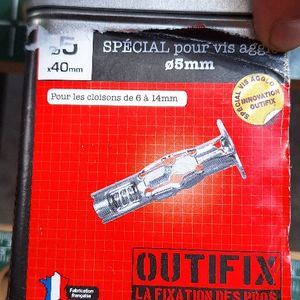 5
x40mm
SPÉCIAL pour vis agglo
ø5mm
Pour les cloisons de 6 à 14mm
SPÉCIAL VIS AGGLO
INNOVATION
OUTIFIX
Fabrication
française
OUTIFIX
LA FIXATION DES PROS